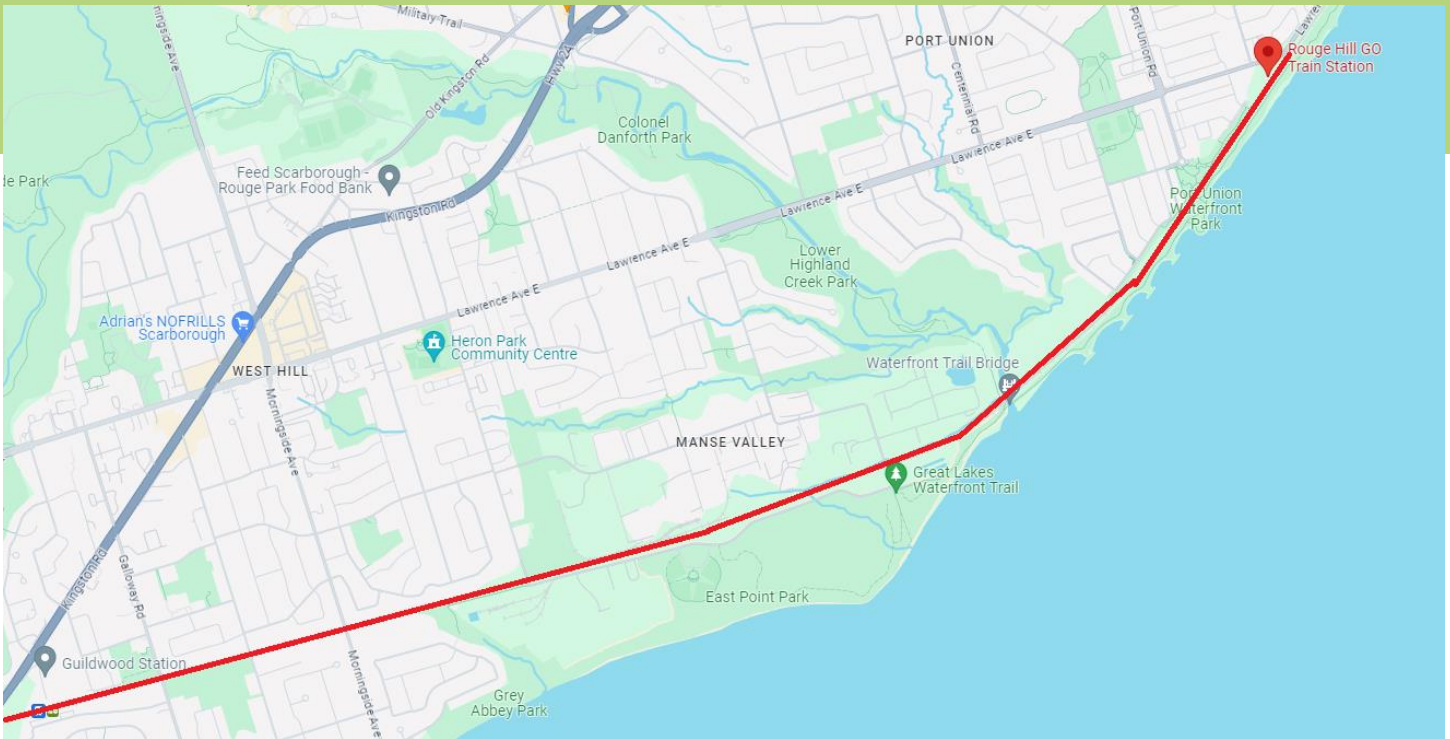 Military Trail
PORT UNION
Rouge Hill GO
Train Station
Hwy 2A
Port Union Rd
Old Kingston Rd
Centennial Rd
Colonel
Danforth Park
Lawrence Ave E
Feed Scarborough -
Rouge Park Food Bank
Lawrence Ave E
Port Union
Waterfront
Park
Kingston Rd
Lawrence Ave E
Lower
Highland
Creek Park
Lawrence Ave E
Adrian's NOFRILLS
Scarborough
Heron Park
Community Centre
WEST HILL
Waterfront Trail Bridge
Morningside Ave
MANSE VALLEY
Great Lakes
Waterfront Trail
Kingston Rd
Galloway Rd
East Point Park
Guildwood Station
Morningside Ave
Grey
Abbey Park